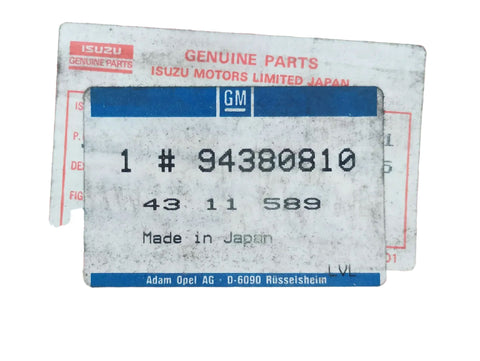 ISUZU
GENUINE PARTS
GENUINE PARTS
ISUZU MOTORS LIMITED JAPAN
GM
1 # 94380810
43 11 589
Made in Japan
LVL
Adam Opel AG · D-6090 Rüsselsheim